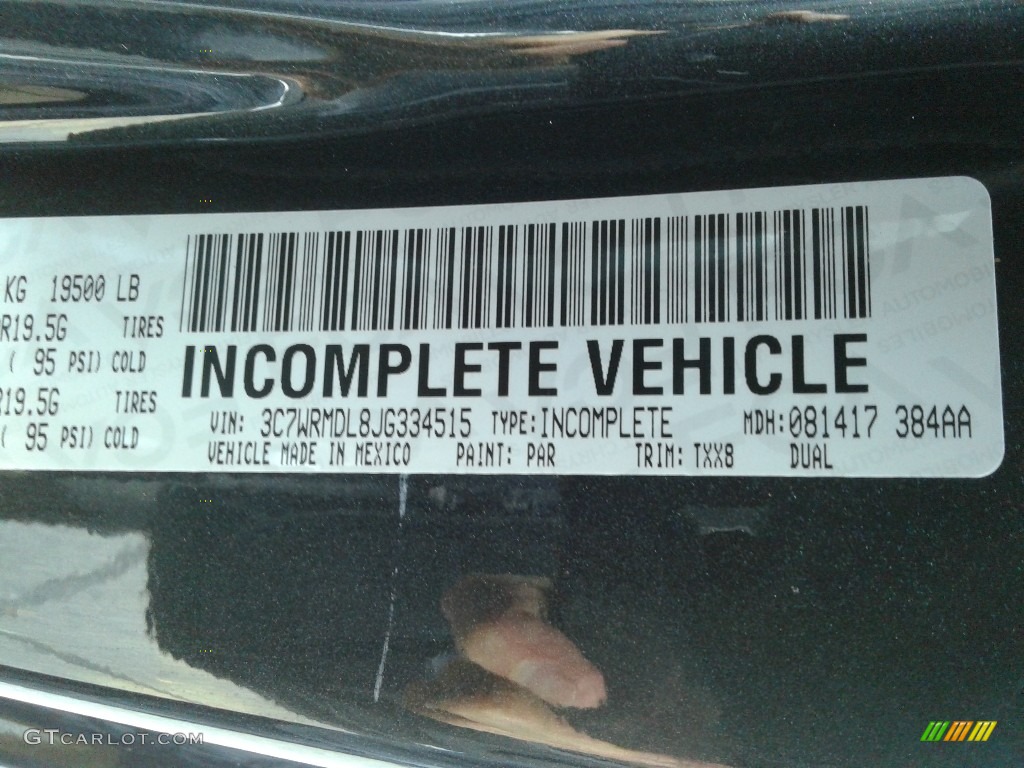 KG 19500 LB
R19.5G TIRES
( 95 PSI) COLD
R19.5G TIRES
( 95 PSI) COLD
INCOMPLETE VEHICLE
VIN: 3C7WRMDL8JG334515 TYPE: INCOMPLETE MDH: 081417 384AA
VEHICLE MADE IN MEXICO PAINT: PAR TRIM: TXX8 DUAL
GTCARLOT.COM